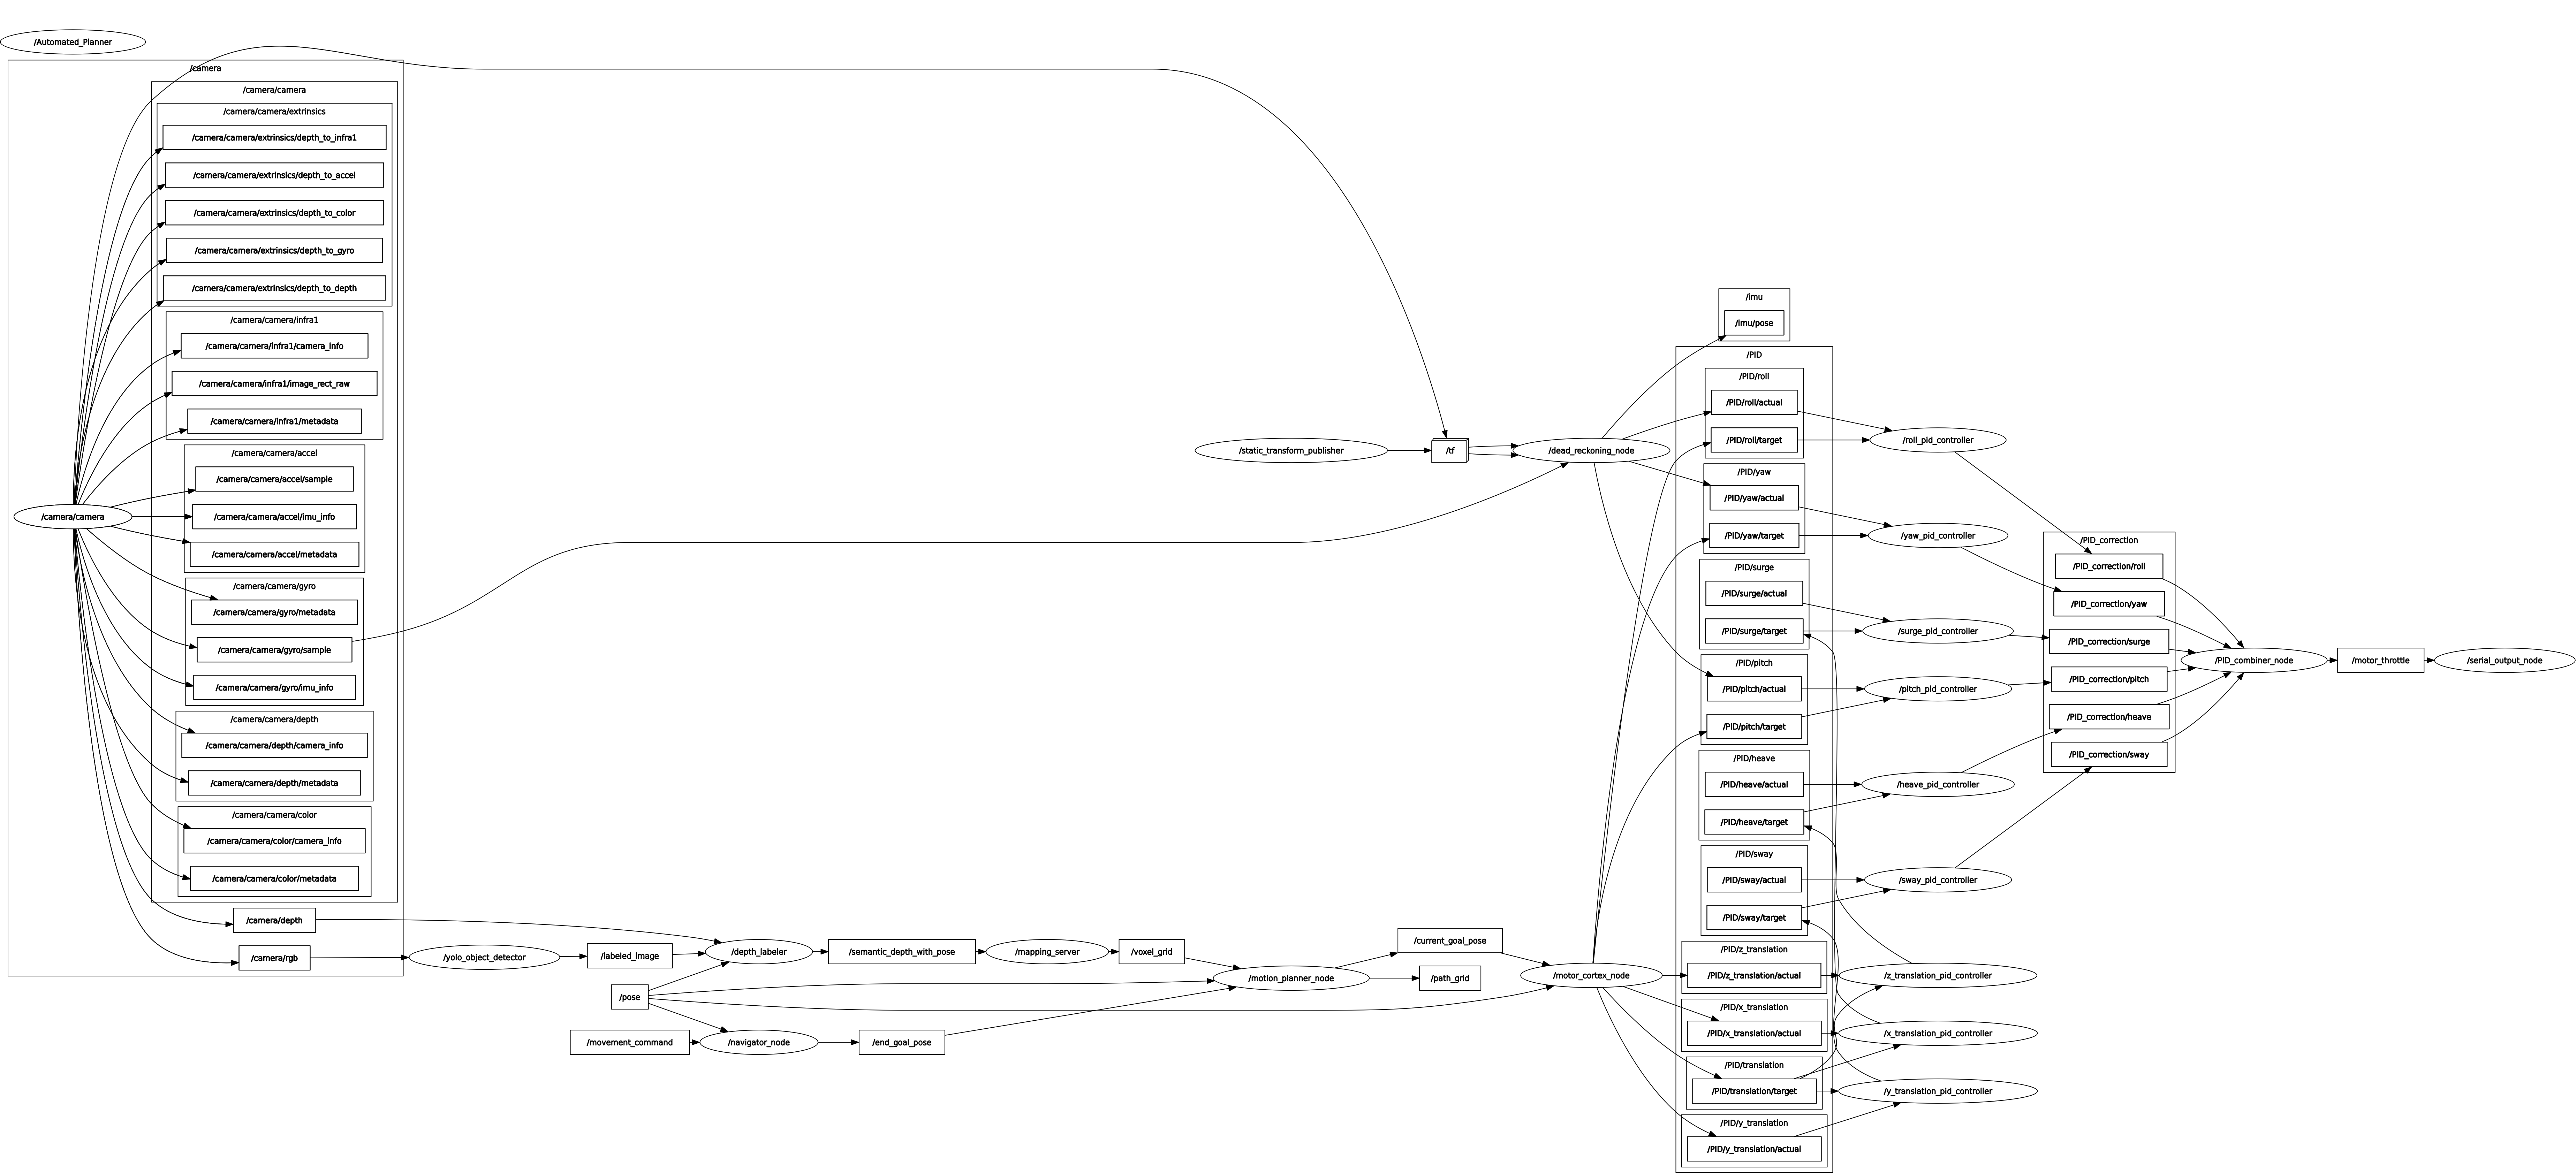 /Automated_Planner
/camera
/camera/camera
/camera/camera/extrinsics
/camera/camera/extrinsics/depth_to_infra1
/camera/camera/extrinsics/depth_to_accel
/camera/camera/extrinsics/depth_to_color
/camera/camera/extrinsics/depth_to_gyro
/camera/camera/extrinsics/depth_to_depth
/camera/camera/infra1
/camera/camera/infra1/camera_info
/camera/camera/infra1/image_rect_raw
/camera/camera/infra1/metadata
/camera/camera/accel
/camera/camera/accel/sample
/camera/camera/accel/imu_info
/camera/camera/accel/metadata
/camera/camera
/camera/camera/gyro
/camera/camera/gyro/metadata
/camera/camera/gyro/sample
/camera/camera/gyro/imu_info
/camera/camera/depth
/camera/camera/depth/camera_info
/camera/camera/depth/metadata
/camera/camera/color
/camera/camera/color/camera_info
/camera/camera/color/metadata
/camera/depth
/camera/rgb
/yolo_object_detector
/labeled_image
/pose
/movement_command
/depth_labeler
/navigator_node
/semantic_depth_with_pose
/end_goal_pose
/mapping_server
/voxel_grid
/static_transform_publisher
/motion_planner_node
/tf
/current_goal_pose
/path_grid
/dead_reckoning_node
/motor_cortex_node
/imu
/imu/pose
/PID
/PID/roll
/PID/roll/actual
/PID/roll/target
/PID/yaw
/PID/yaw/actual
/PID/yaw/target
/PID/surge
/PID/surge/actual
/PID/surge/target
/PID/pitch
/PID/pitch/actual
/PID/pitch/target
/PID/heave
/PID/heave/actual
/PID/heave/target
/PID/sway
/PID/sway/actual
/PID/sway/target
/PID/z_translation
/PID/z_translation/actual
/PID/x_translation
/PID/x_translation/actual
/PID/translation
/PID/translation/target
/PID/y_translation
/PID/y_translation/actual
/roll_pid_controller
/yaw_pid_controller
/surge_pid_controller
/pitch_pid_controller
/heave_pid_controller
/sway_pid_controller
/z_translation_pid_controller
/x_translation_pid_controller
/y_translation_pid_controller
/PID_correction
/PID_correction/roll
/PID_correction/yaw
/PID_correction/surge
/PID_correction/pitch
/PID_correction/heave
/PID_correction/sway
/PID_combiner_node
/motor_throttle
/serial_output_node